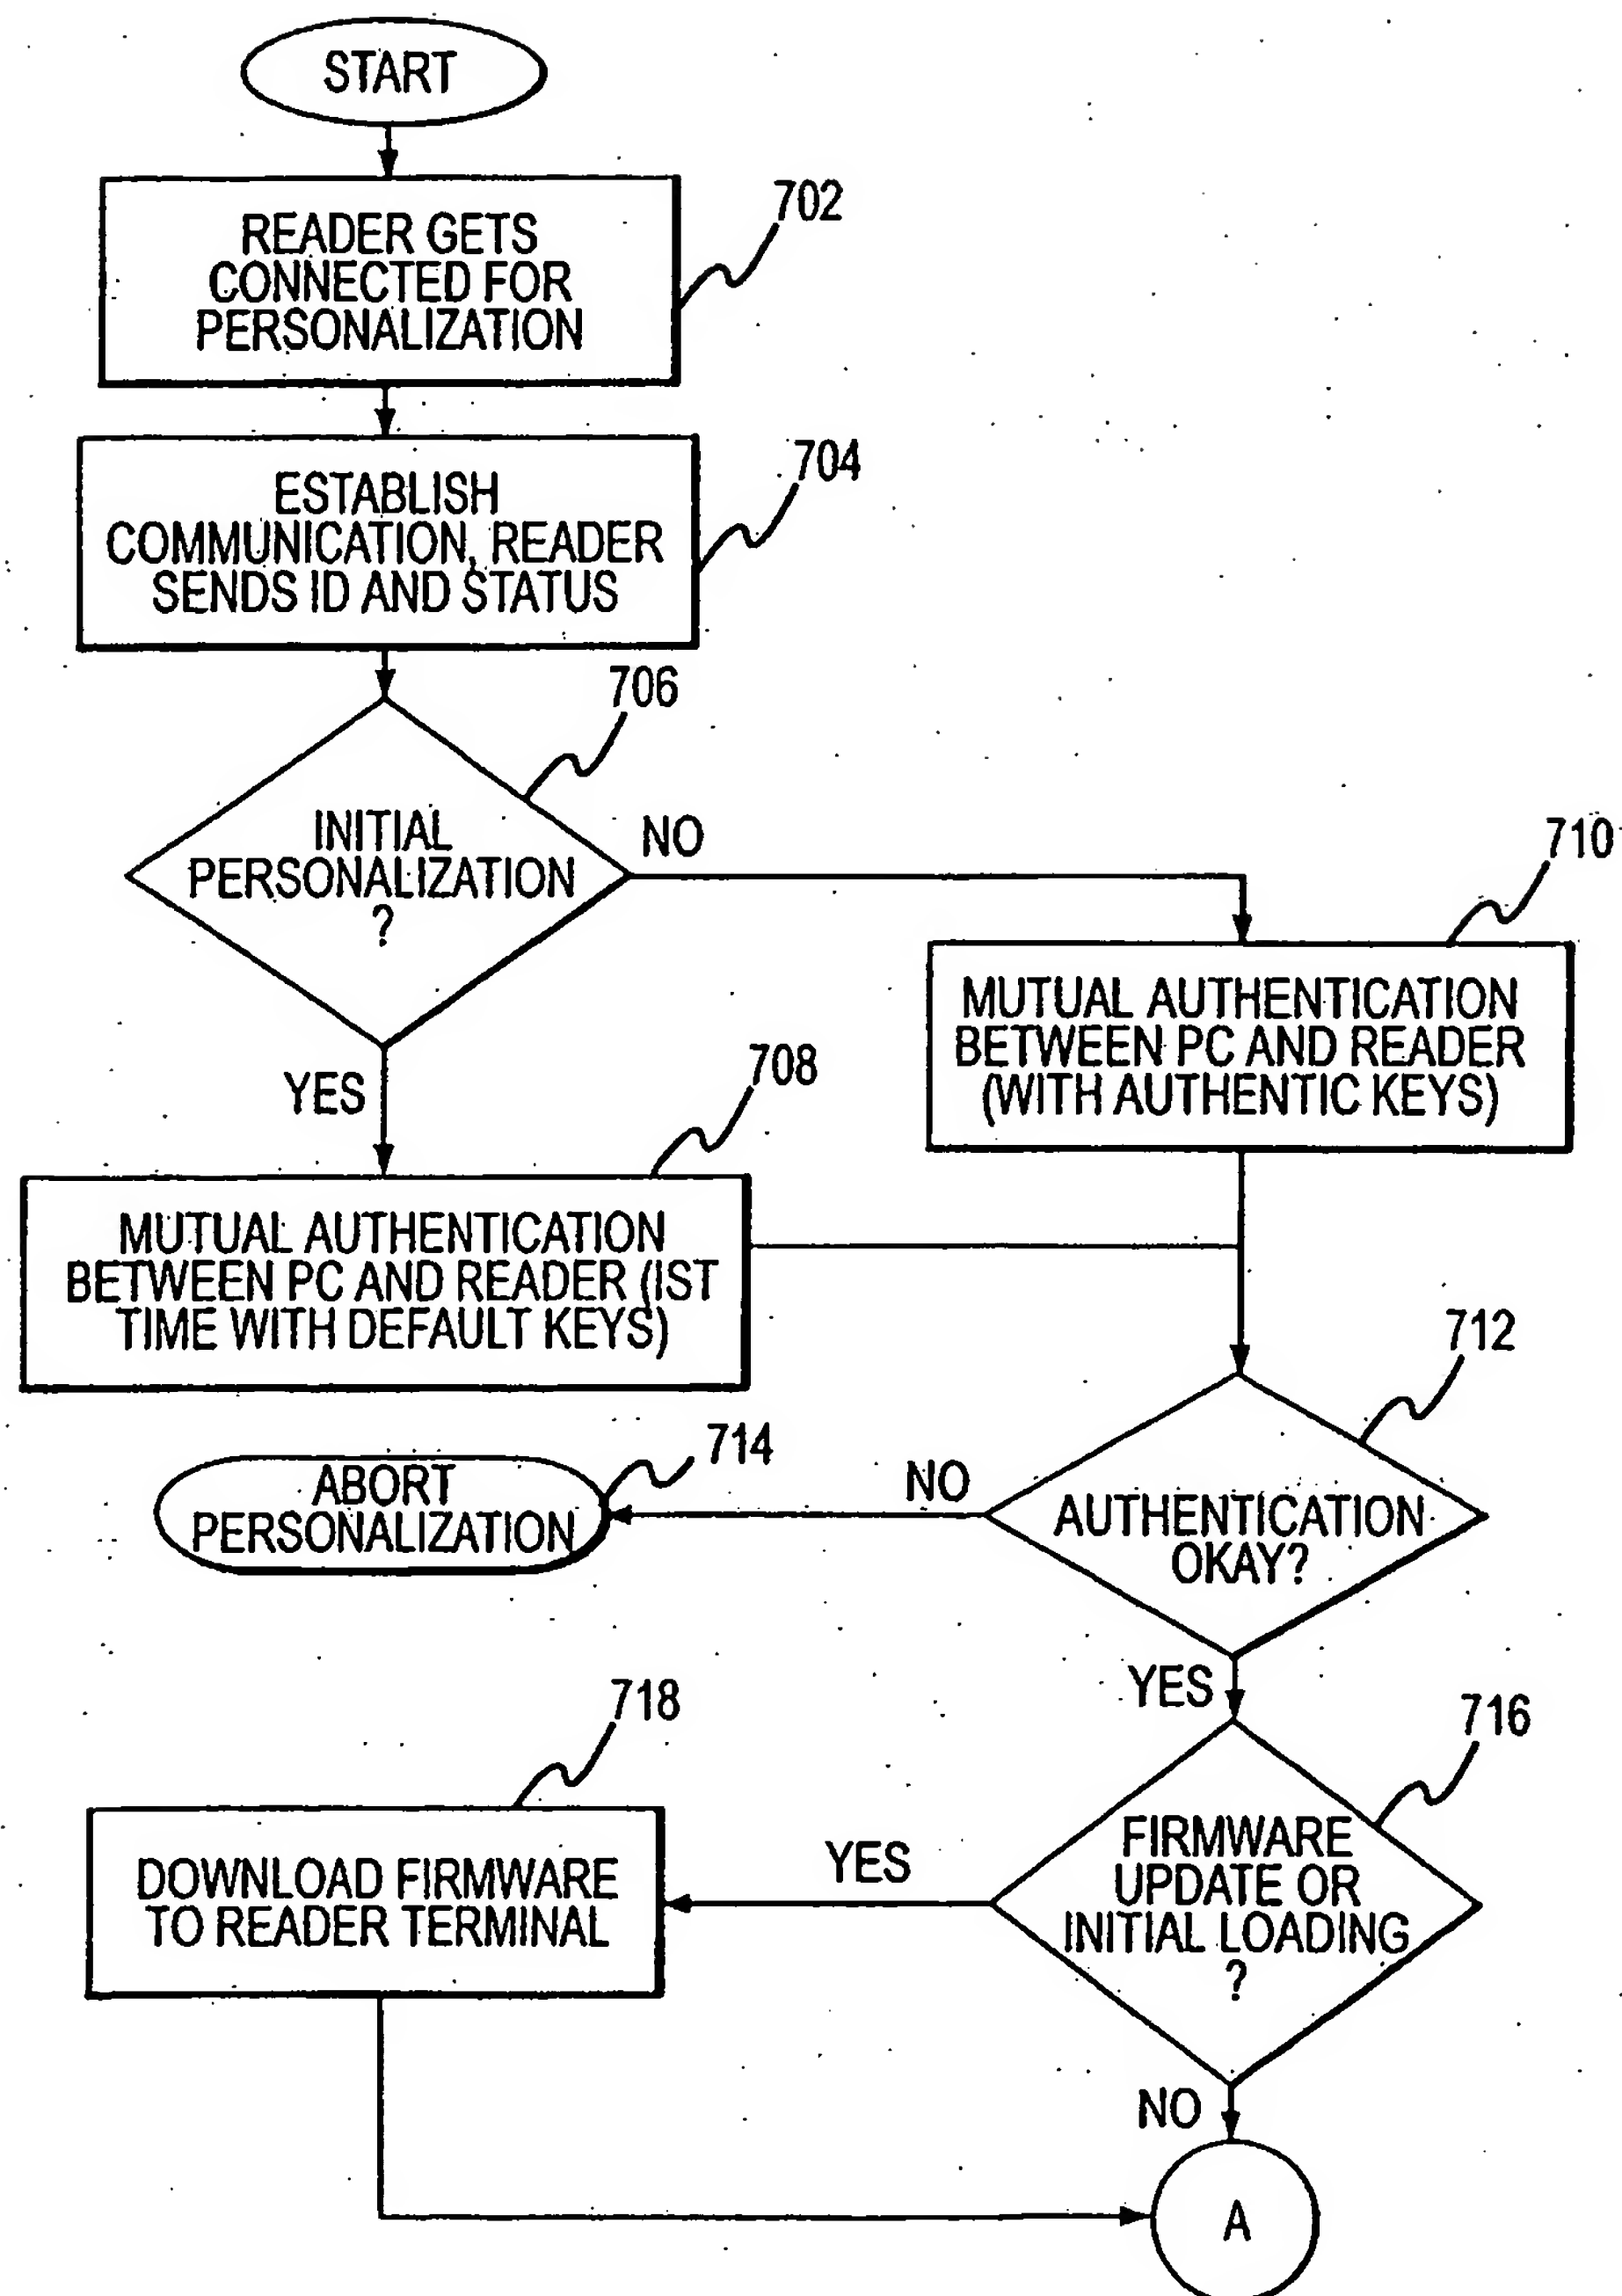 START
702
READER GETS
CONNECTED FOR
PERSONALIZATION
704
ESTABLISH
COMMUNICATION, READER
SENDS ID AND STATUS
706
INITIAL
PERSONALIZATION
?
NO
YES
710
MUTUAL AUTHENTICATION
BETWEEN PC AND READER
(WITH AUTHENTIC KEYS)
708
MUTUAL AUTHENTICATION
BETWEEN PC AND READER (IST
TIME WITH DEFAULT KEYS)
712
AUTHENTICATION
OKAY?
NO
714
ABORT
PERSONALIZATION
YES
716
FIRMWARE
UPDATE OR
INITIAL LOADING
?
YES
718
DOWNLOAD FIRMWARE
TO READER TERMINAL
NO
A